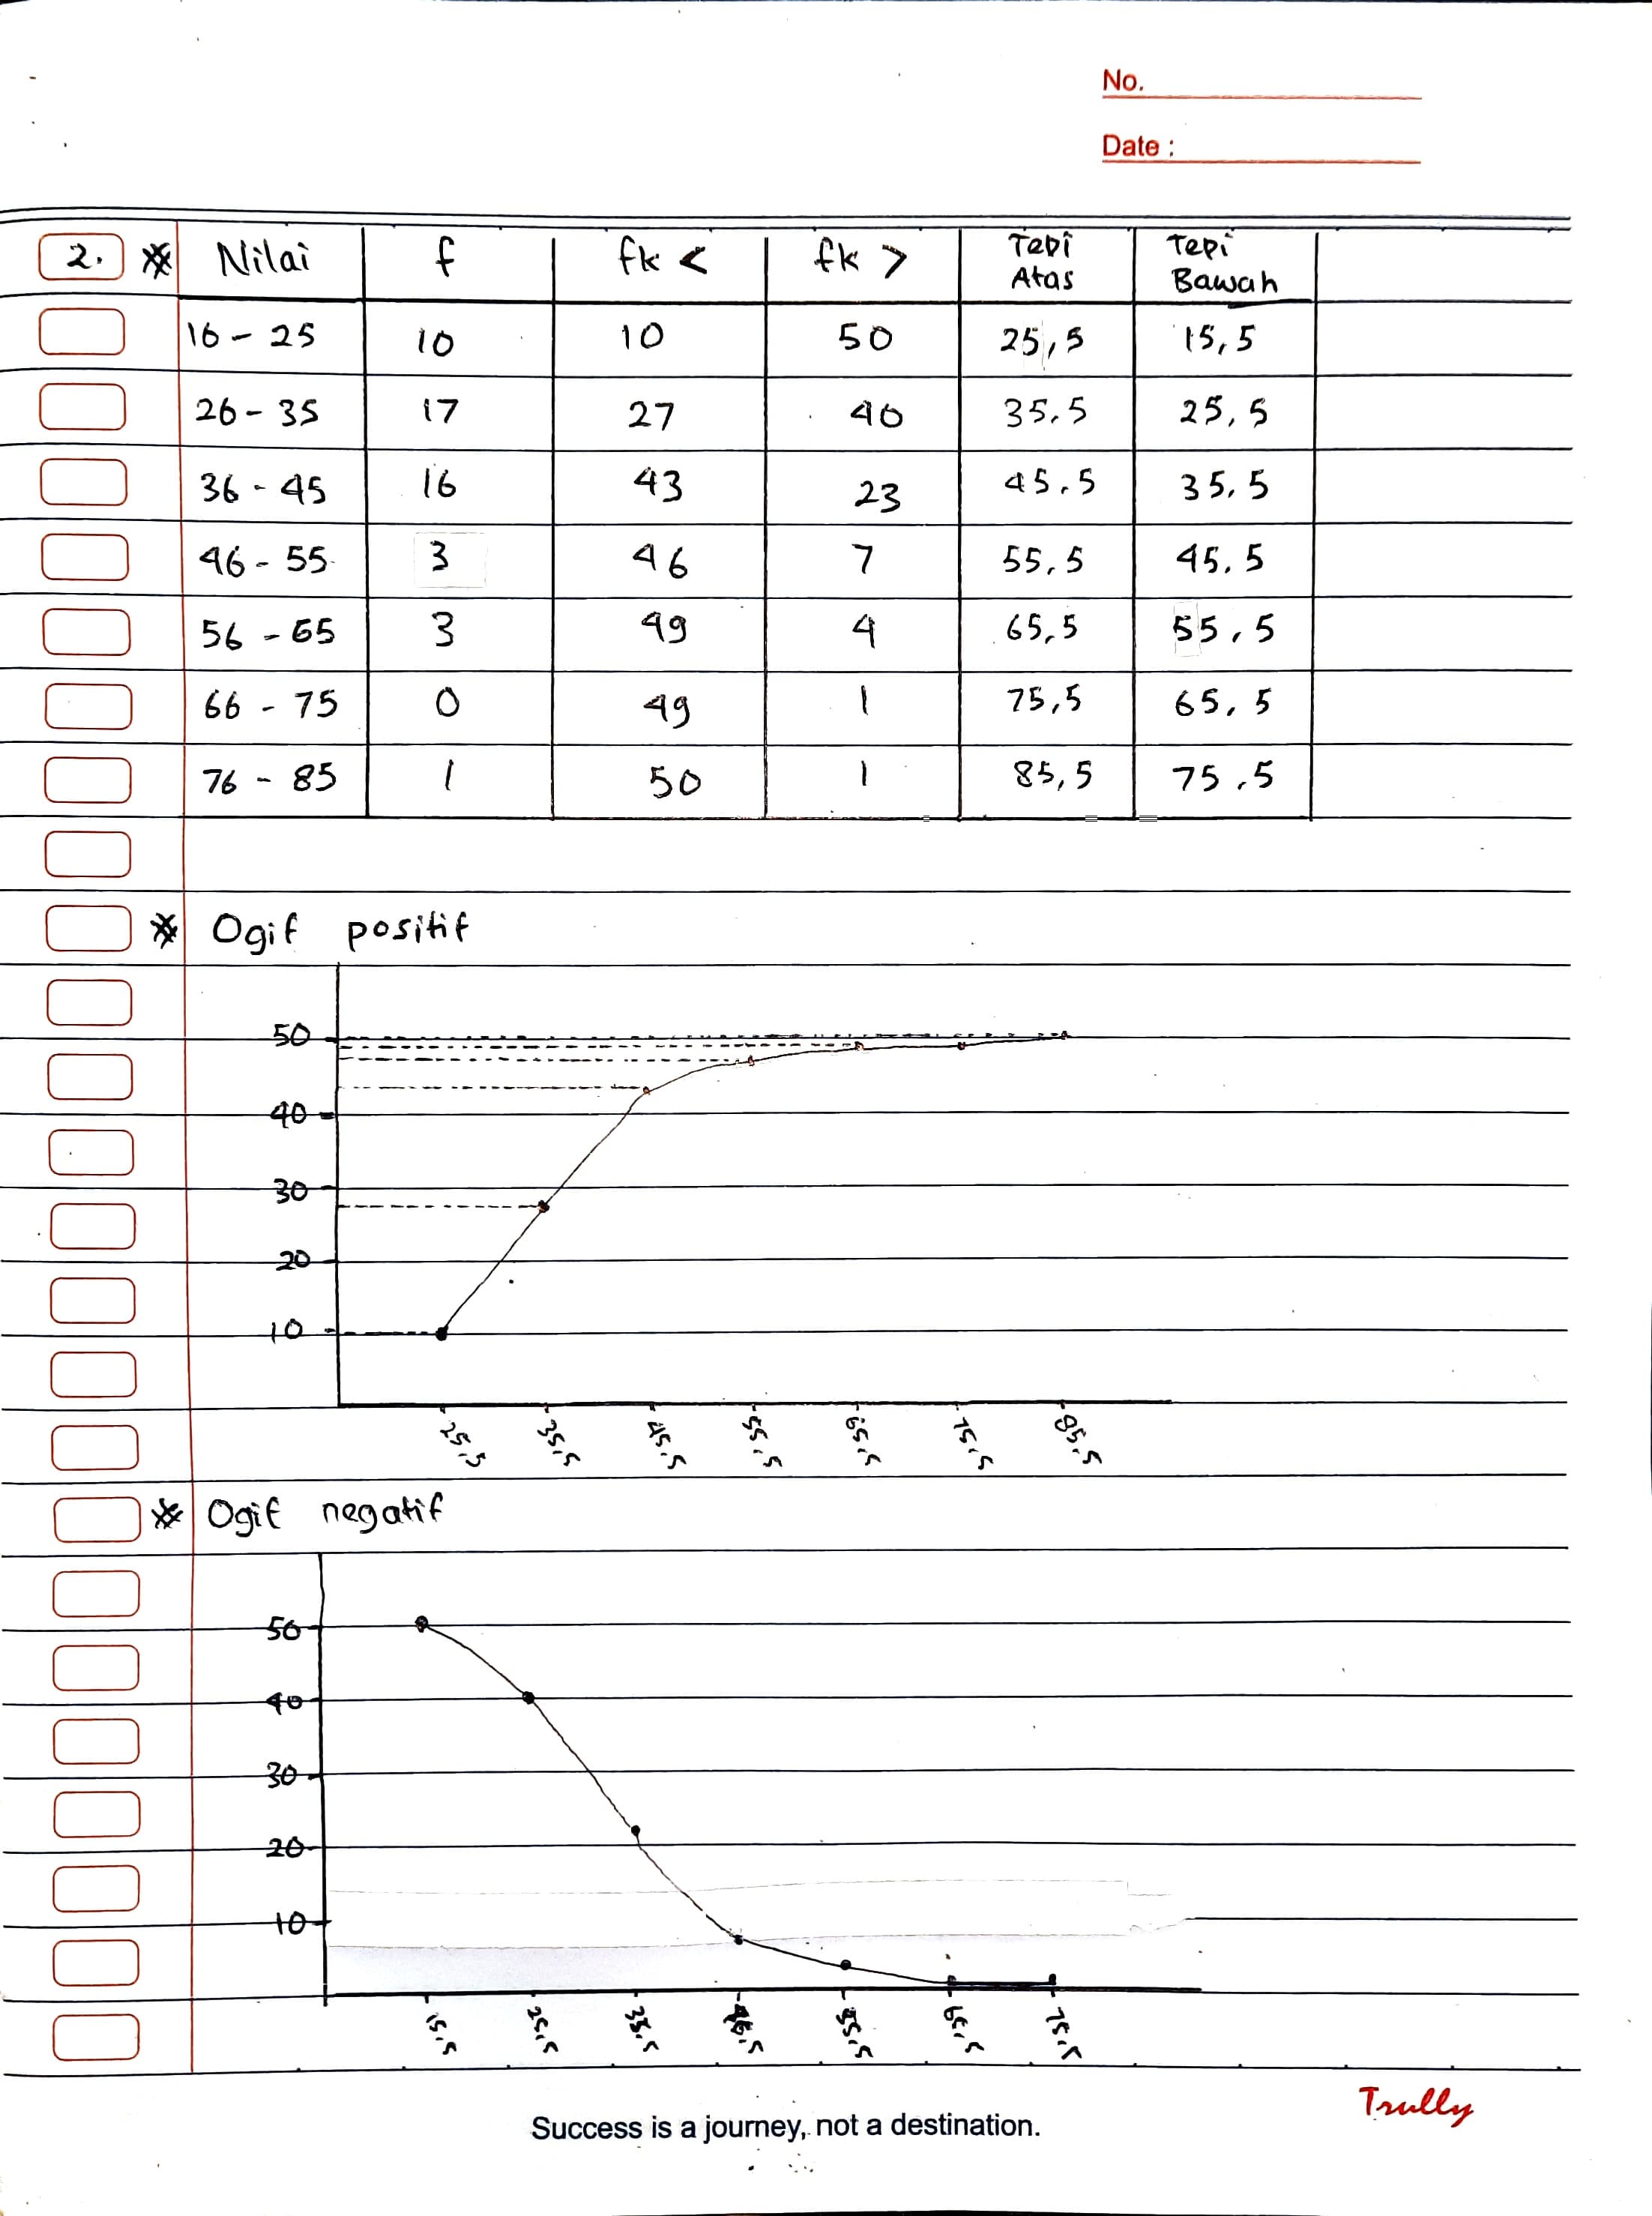 No.
Date :
2. * Nilai f fk < fk > Tepi Atas Tepi Bawah
16 - 25 10 10 50 25,5 15,5
26 - 35 17 27 40 35,5 25,5
36 - 45 16 43 23 45,5 35,5
46 - 55 3 46 7 55,5 45,5
56 - 65 3 49 4 65,5 55,5
66 - 75 0 49 1 75,5 65,5
76 - 85 1 50 1 85,5 75,5
* Ogif positif
50
40
30
20
10
25,5 35,5 45,5 55,5 65,5 75,5 85,5
* Ogif negatif
50
40
30
20
10
15,5 25,5 35,5 45,5 55,5 65,5 75,5
Success is a journey, not a destination.
Trully